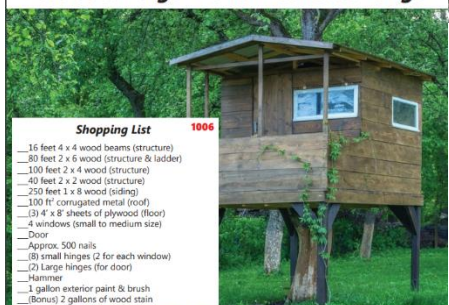 Shopping List 1006
__16 feet 4 x 4 wood beams (structure)
__80 feet 2 x 6 wood (structure & ladder)
__100 feet 2 x 4 wood (structure)
__40 feet 2 x 2 wood (structure)
__250 feet 1 x 8 wood (siding)
__100 ft² corrugated metal (roof)
__(3) 4' x 8' sheets of plywood (floor)
__4 windows (small to medium size)
__Door
__Approx. 500 nails
__(8) small hinges (2 for each window)
__(2) Large hinges (for door)
__Hammer
__1 gallon exterior paint & brush
__(Bonus) 2 gallons of wood stain